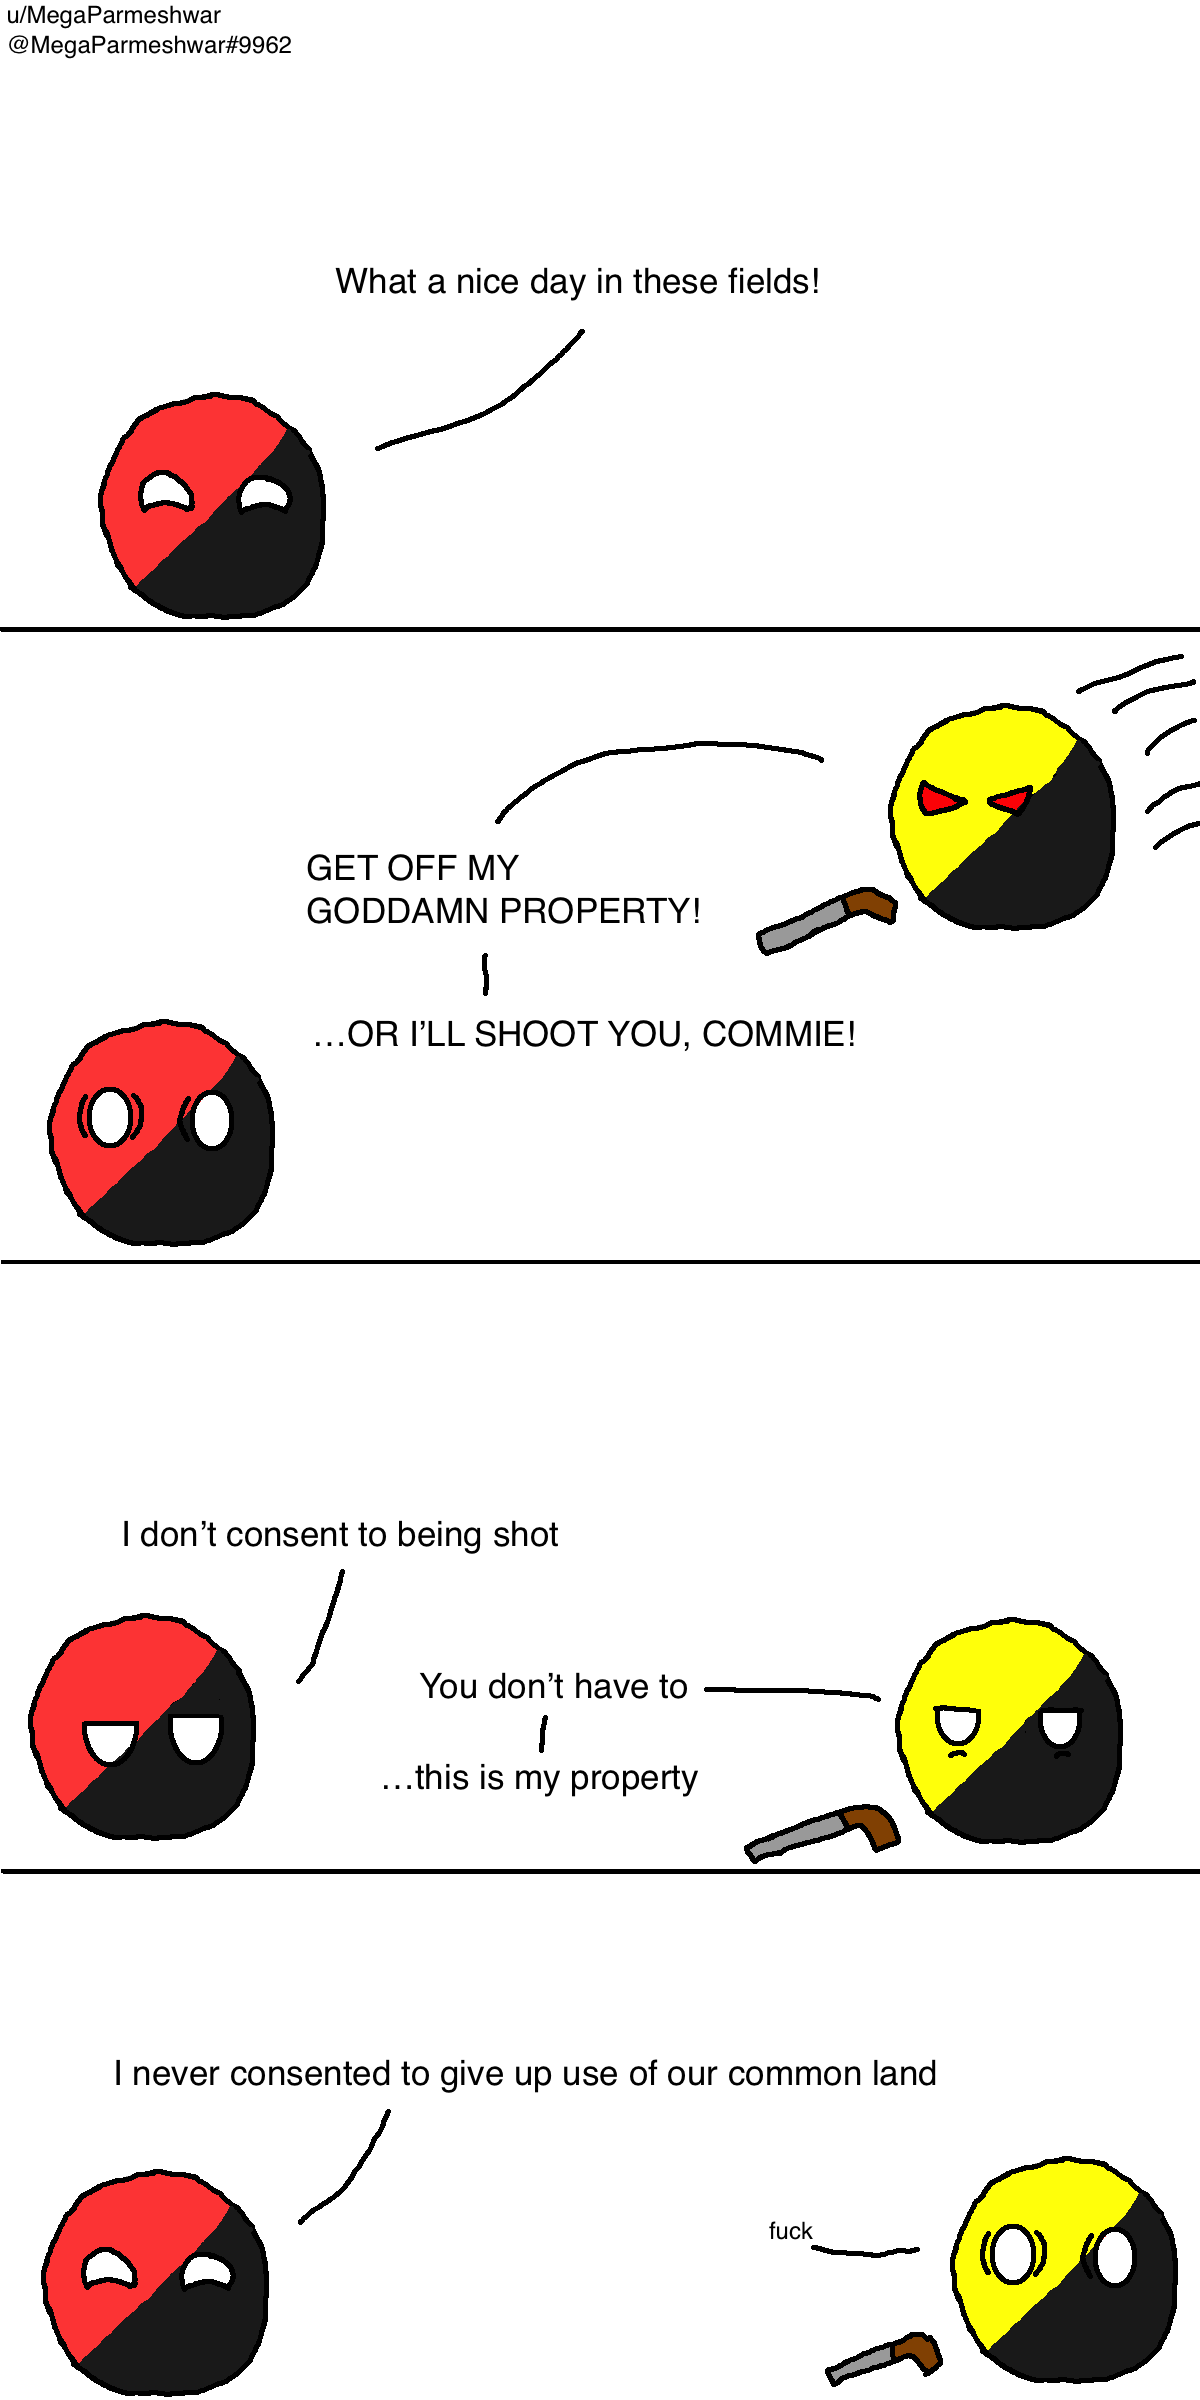 u/MegaParmeshwar
@MegaParmeshwar#9962
What a nice day in these fields!
GET OFF MY
GODDAMN PROPERTY!
…OR I’LL SHOOT YOU, COMMIE!
I don’t consent to being shot
You don’t have to
…this is my property
I never consented to give up use of our common land
fuck